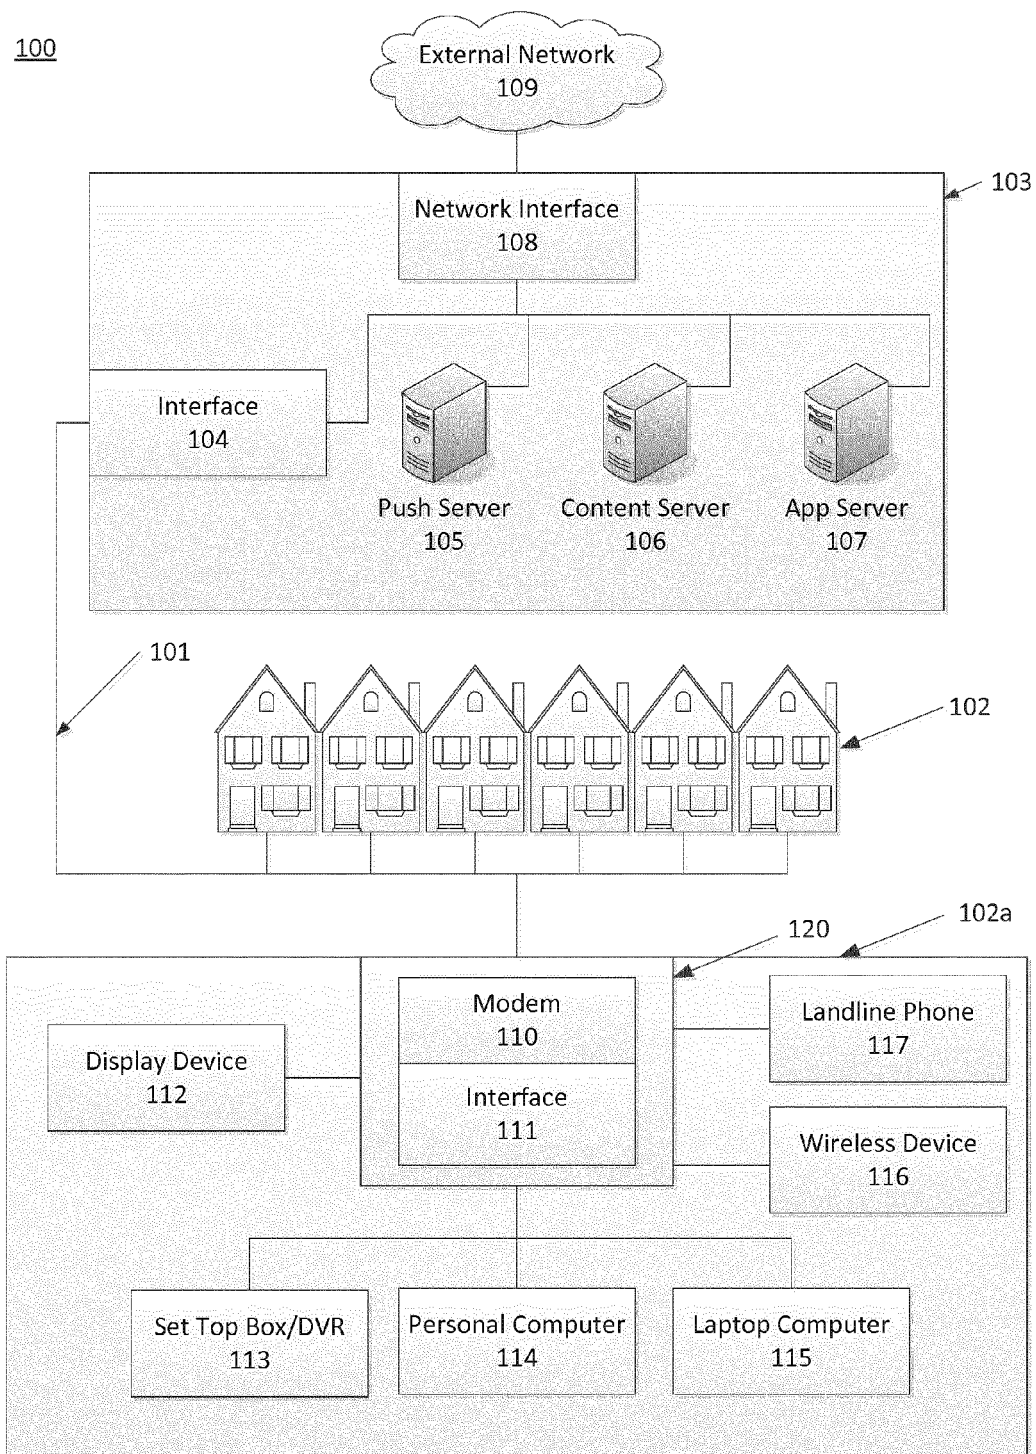 100
External Network
109
103
Network Interface
108
Interface
104
Push Server
105
Content Server
106
App Server
107
101
102
102a
120
Modem
110
Interface
111
Landline Phone
117
Display Device
112
Wireless Device
116
Set Top Box/DVR
113
Personal Computer
114
Laptop Computer
115